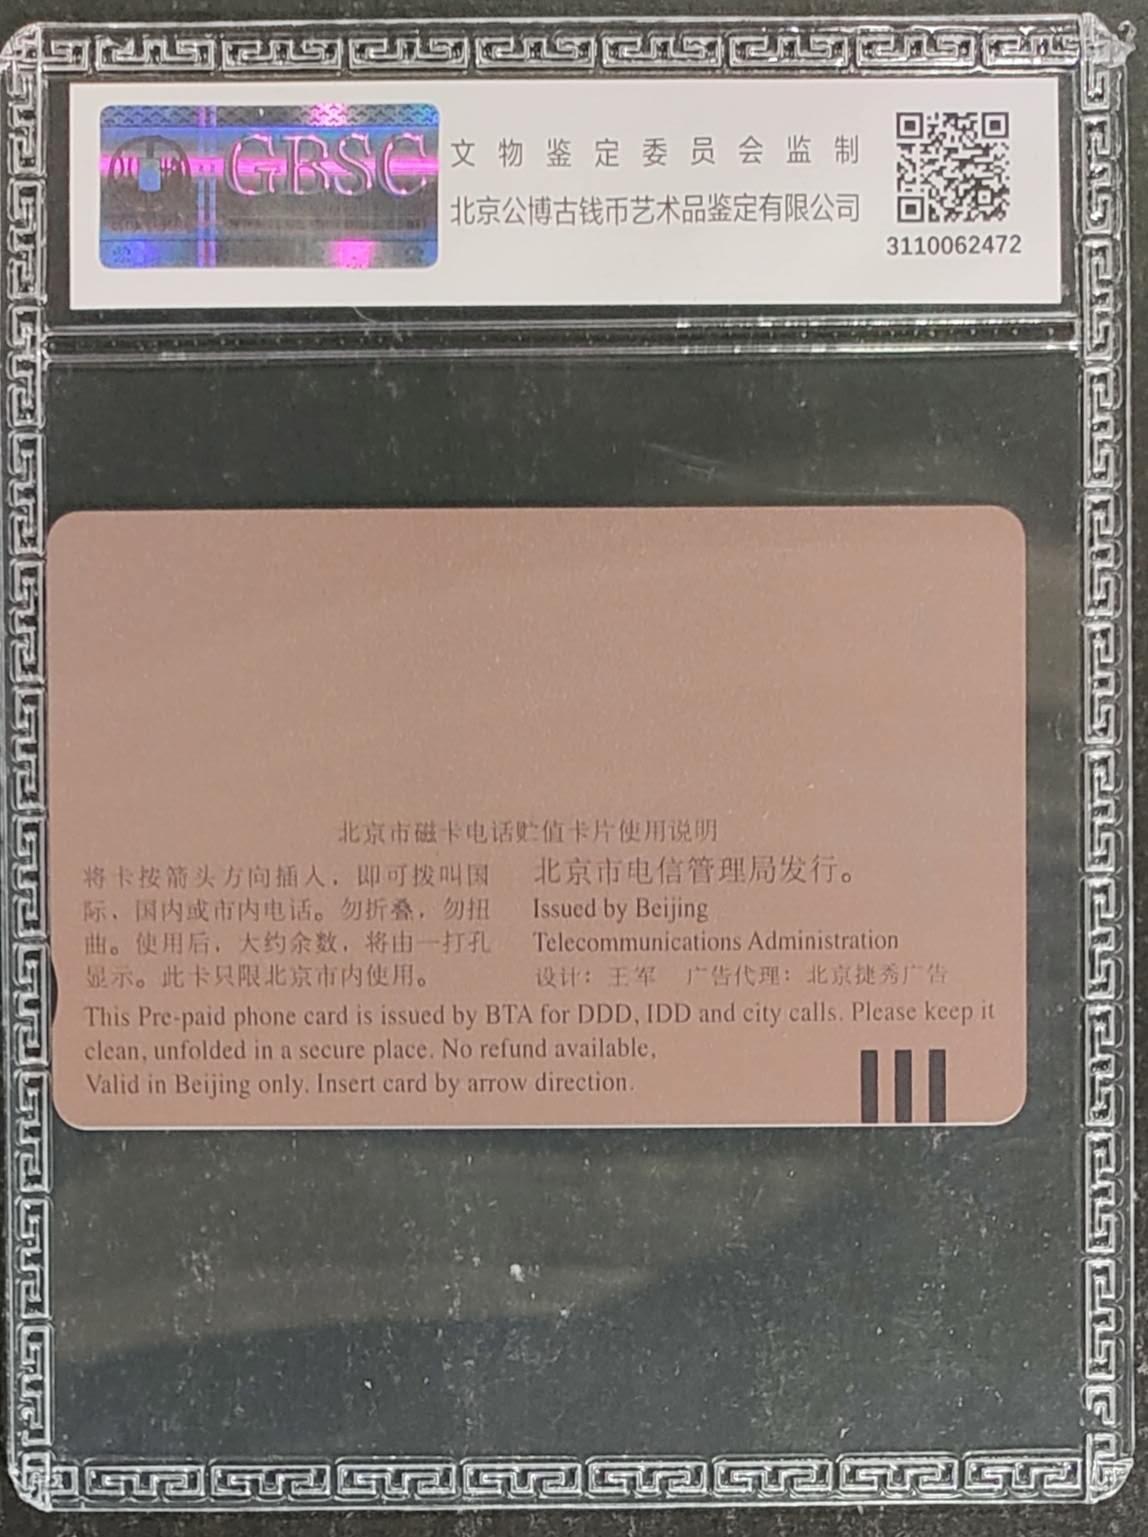 GBSC
文物鉴定委员会监制
北京公博古钱币艺术品鉴定有限公司
3110062472
北京市磁卡电话贮值卡片使用说明
将卡按箭头方向插入，即可拨叫国
际、国内或市内电话。勿折叠，勿扭
曲。使用后，大约余数，将由一打孔
显示。此卡只限北京市内使用。
北京市电信管理局发行。
Issued by Beijing
Telecommunications Administration
设计：王军 广告代理：北京捷秀广告
This Pre-paid phone card is issued by BTA for DDD, IDD and city calls. Please keep it
clean, unfolded in a secure place. No refund available,
Valid in Beijing only. Insert card by arrow direction.